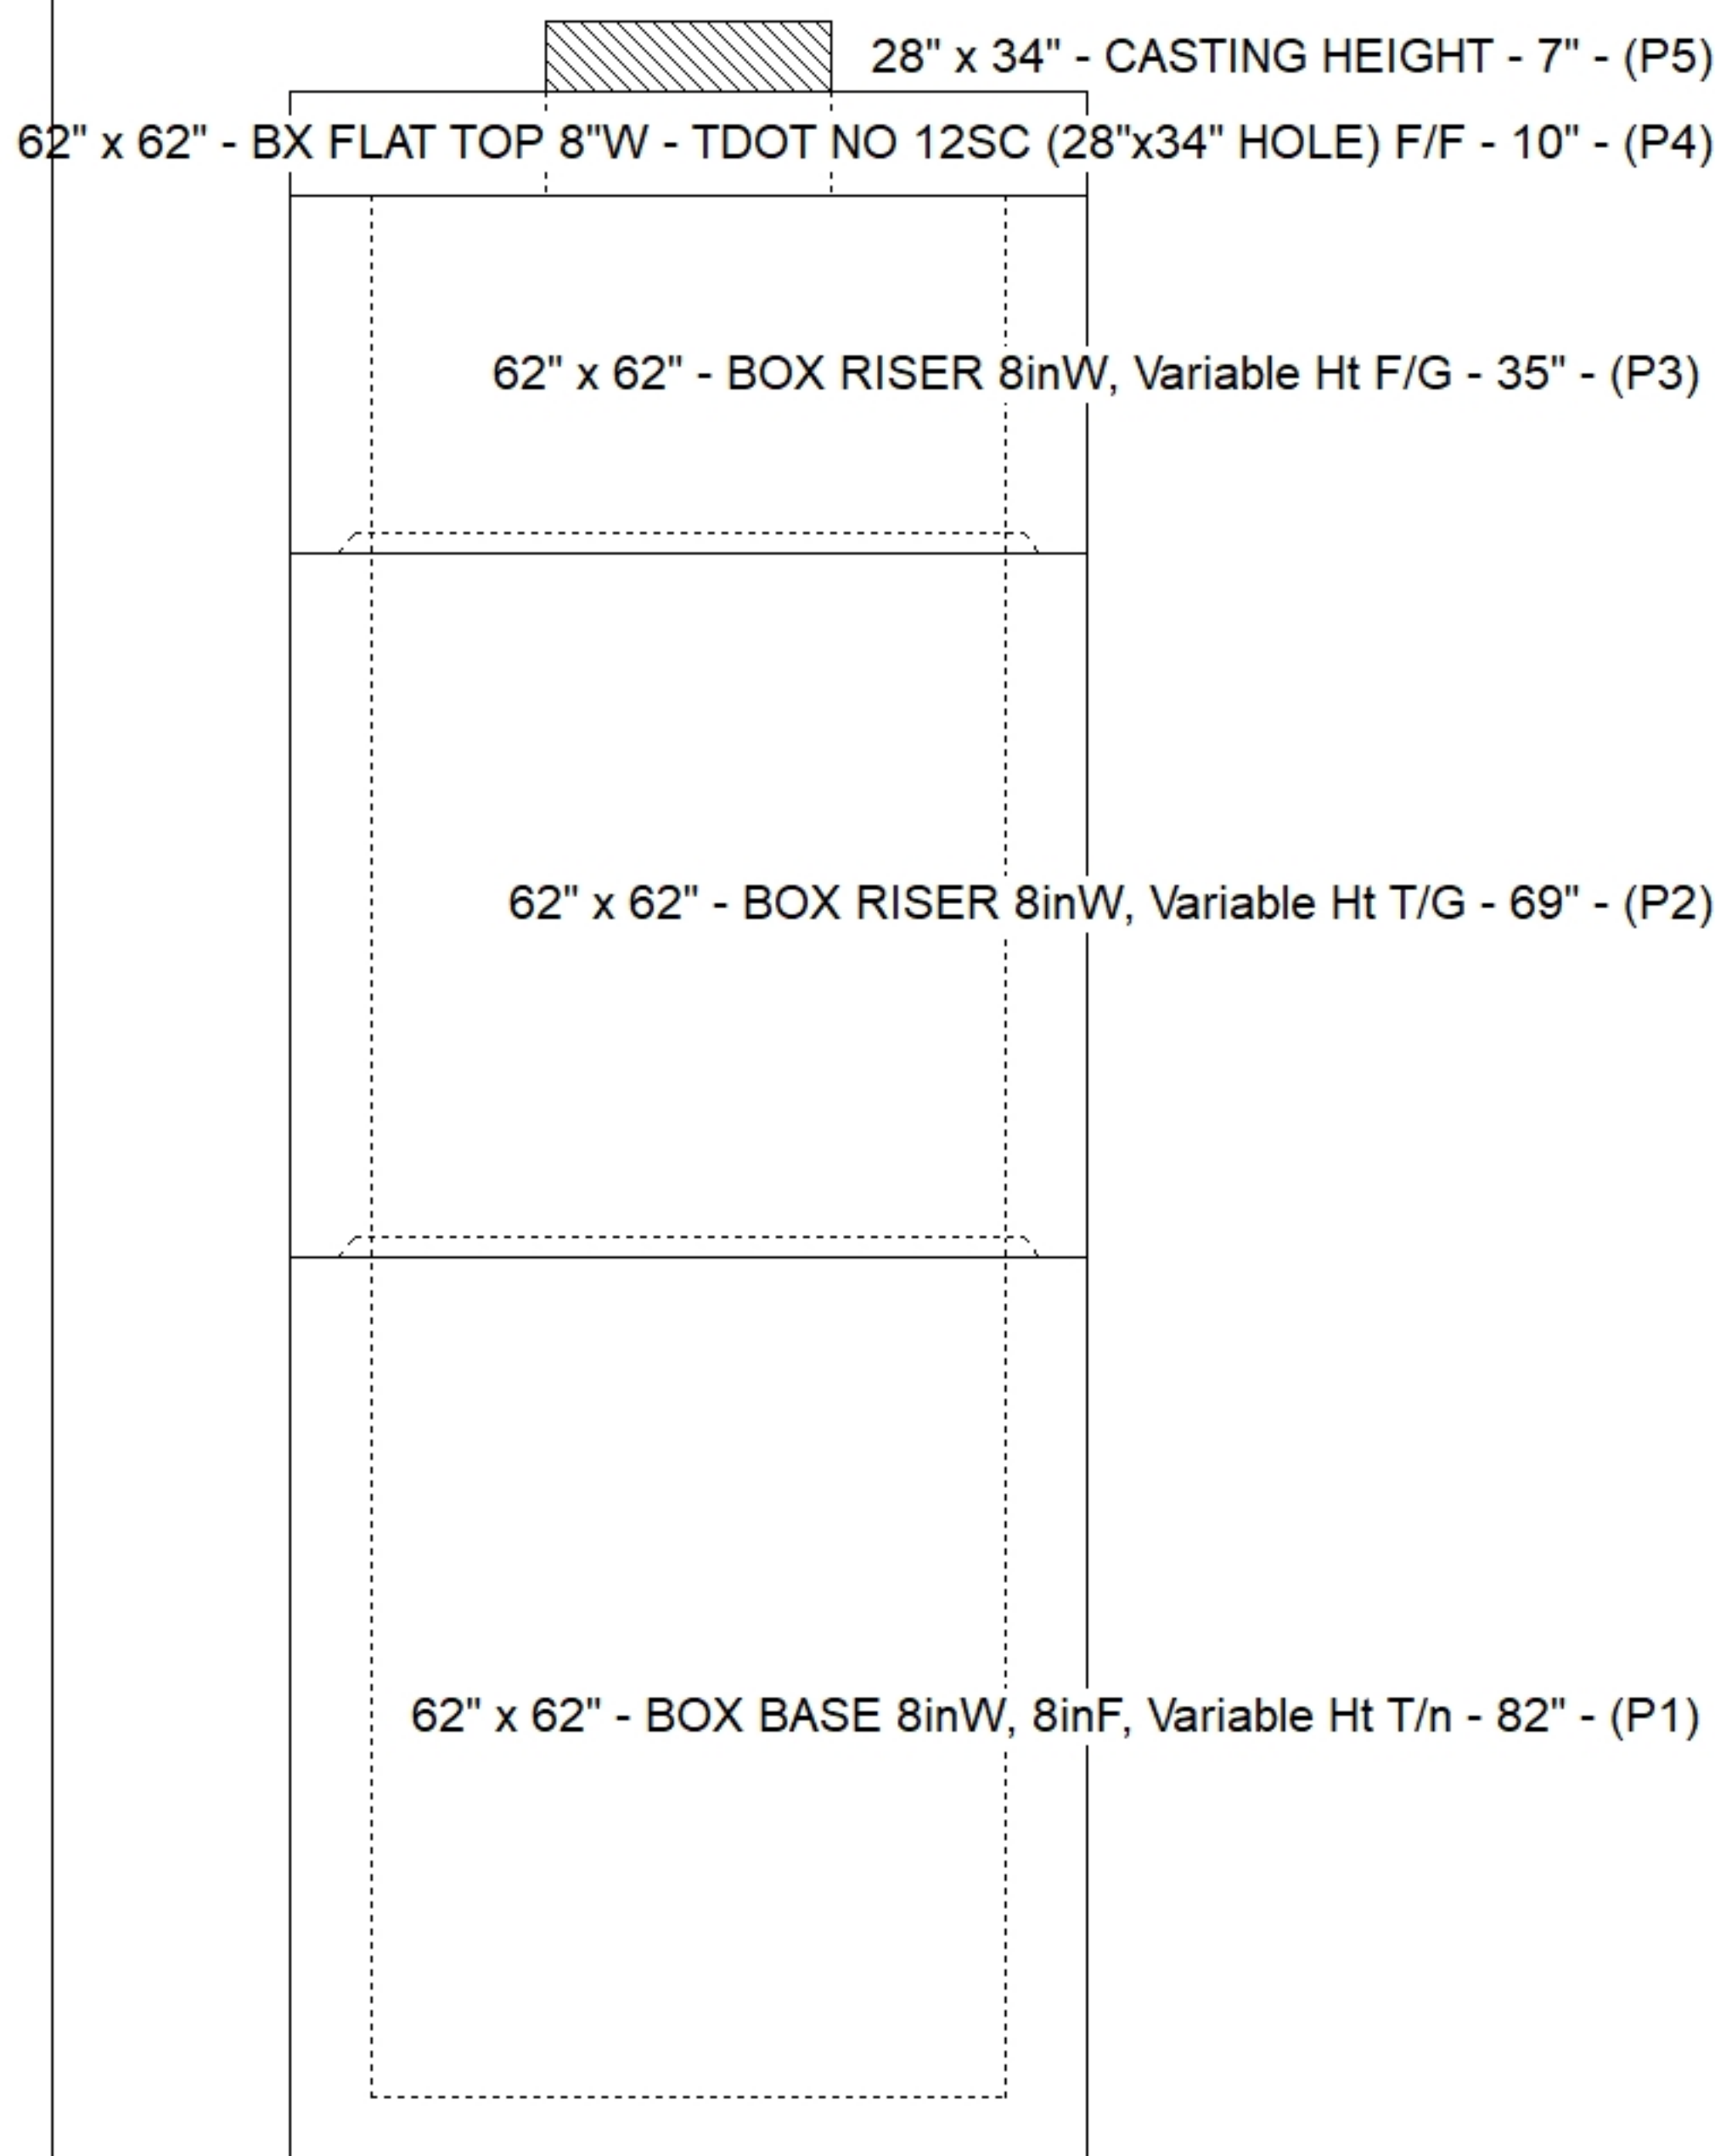 28" x 34" - CASTING HEIGHT - 7" - (P5)
62" x 62" - BX FLAT TOP 8"W - TDOT NO 12SC (28"x34" HOLE) F/F - 10" - (P4)
62" x 62" - BOX RISER 8inW, Variable Ht F/G - 35" - (P3)
62" x 62" - BOX RISER 8inW, Variable Ht T/G - 69" - (P2)
62" x 62" - BOX BASE 8inW, 8inF, Variable Ht T/n - 82" - (P1)